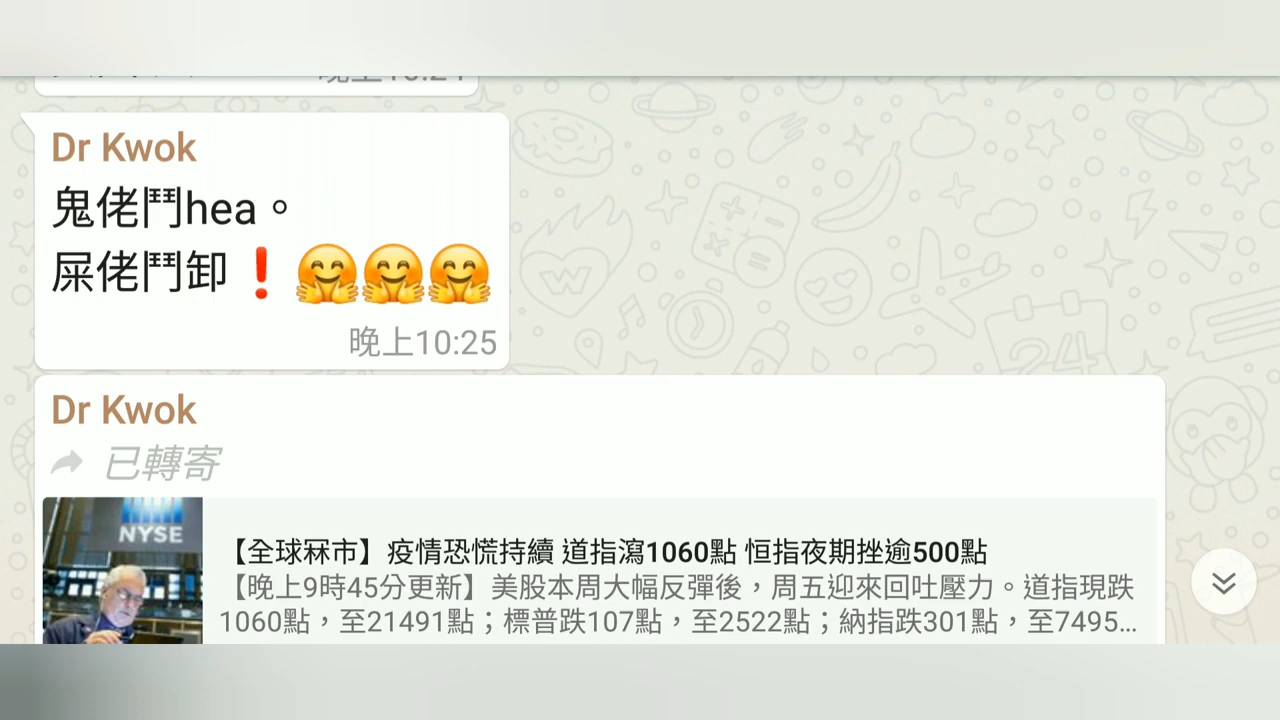 Dr Kwok
鬼佬鬥hea。
屎佬鬥卸❗🤗🤗🤗
晚上10:25
Dr Kwok
已轉寄
NYSE
【全球冧市】疫情恐慌持續 道指瀉1060點 恒指夜期挫逾500點
【晚上9時45分更新】美股本周大幅反彈後，周五迎來回吐壓力。道指現跌
1060點，至21491點；標普跌107點，至2522點；納指跌301點，至7495…